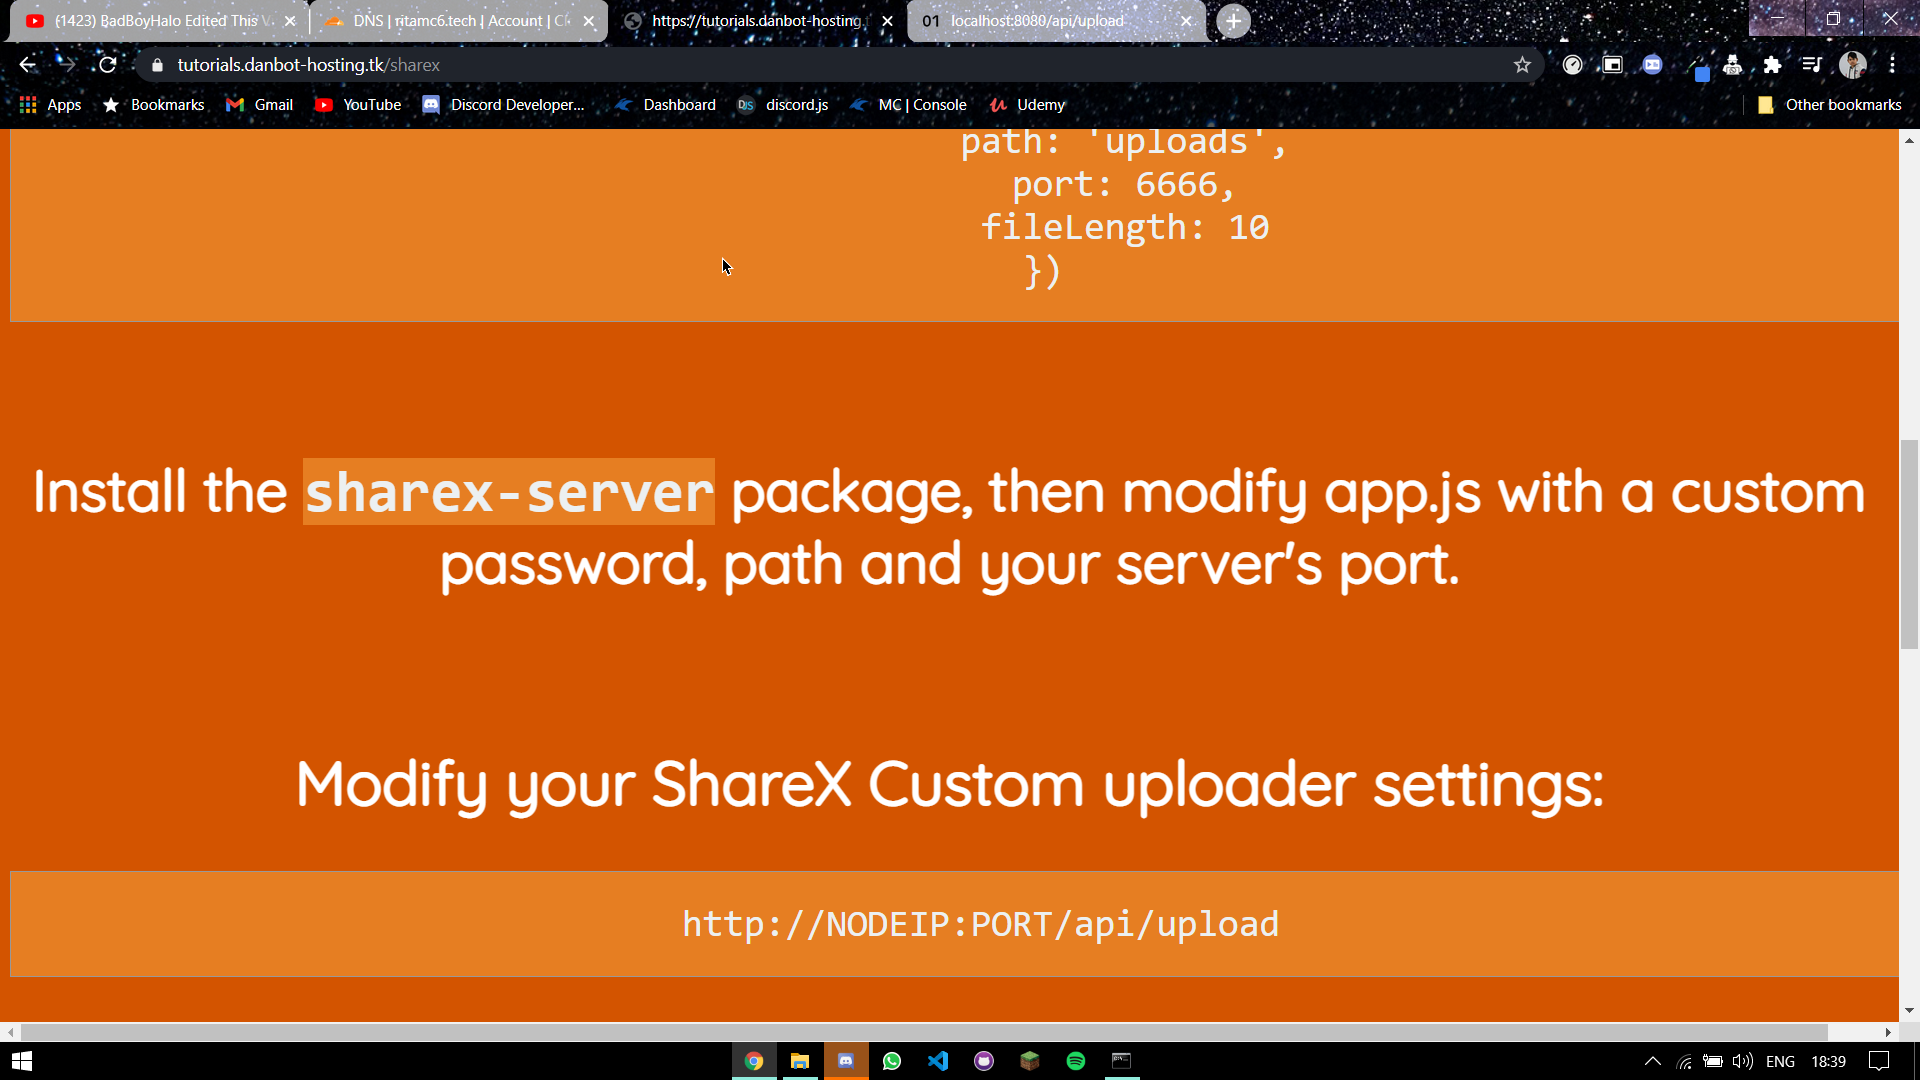 (1423) BadBoyHalo Edited This V
DNS | ritamc6.tech | Account | Cl
https://tutorials.danbot-hosting.
01 localhost:8080/api/upload
tutorials.danbot-hosting.tk/sharex
Apps
Bookmarks
Gmail
YouTube
Discord Developer...
Dashboard
DJS discord.js
MC | Console
Udemy
Other bookmarks
path: 'uploads',
port: 6666,
fileLength: 10
})
Install the sharex-server package, then modify app.js with a custom
password, path and your server's port.
Modify your ShareX Custom uploader settings:
http://NODEIP:PORT/api/upload
ENG
18:39